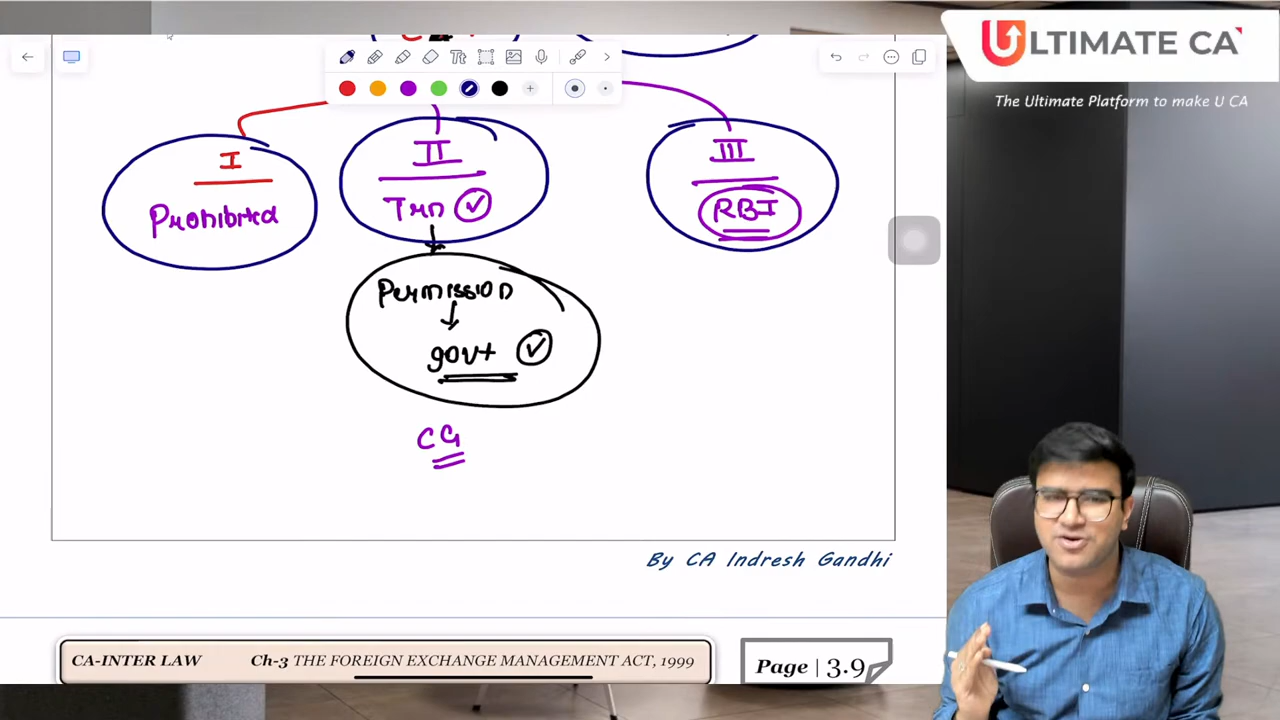 ULTIMATE CA
The Ultimate Platform to make U CA
I
Prohibited
II
Trn
III
RBI
Permission
govt
CG
By CA Indresh Gandhi
CA-INTER LAW Ch-3 THE FOREIGN EXCHANGE MANAGEMENT ACT, 1999
Page | 3.9